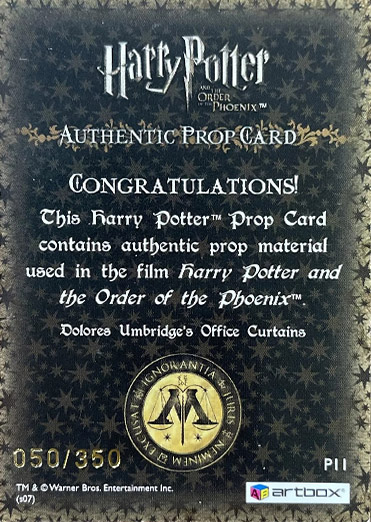 Harry Potter
AND THE
ORDER
OF THE
PHOENIX™
AUTHENTIC PROP CARD
CONGRATULATIONS!
This Harry Potter™ Prop Card
contains authentic prop material
used in the film Harry Potter and
the Order of the Phoenix™.
Dolores Umbridge's Office Curtains
IGNORANTIA JURIS NEMINEM EXCUSAT
M
050/350
P11
TM & © Warner Bros. Entertainment Inc.
(s07)
artbox®